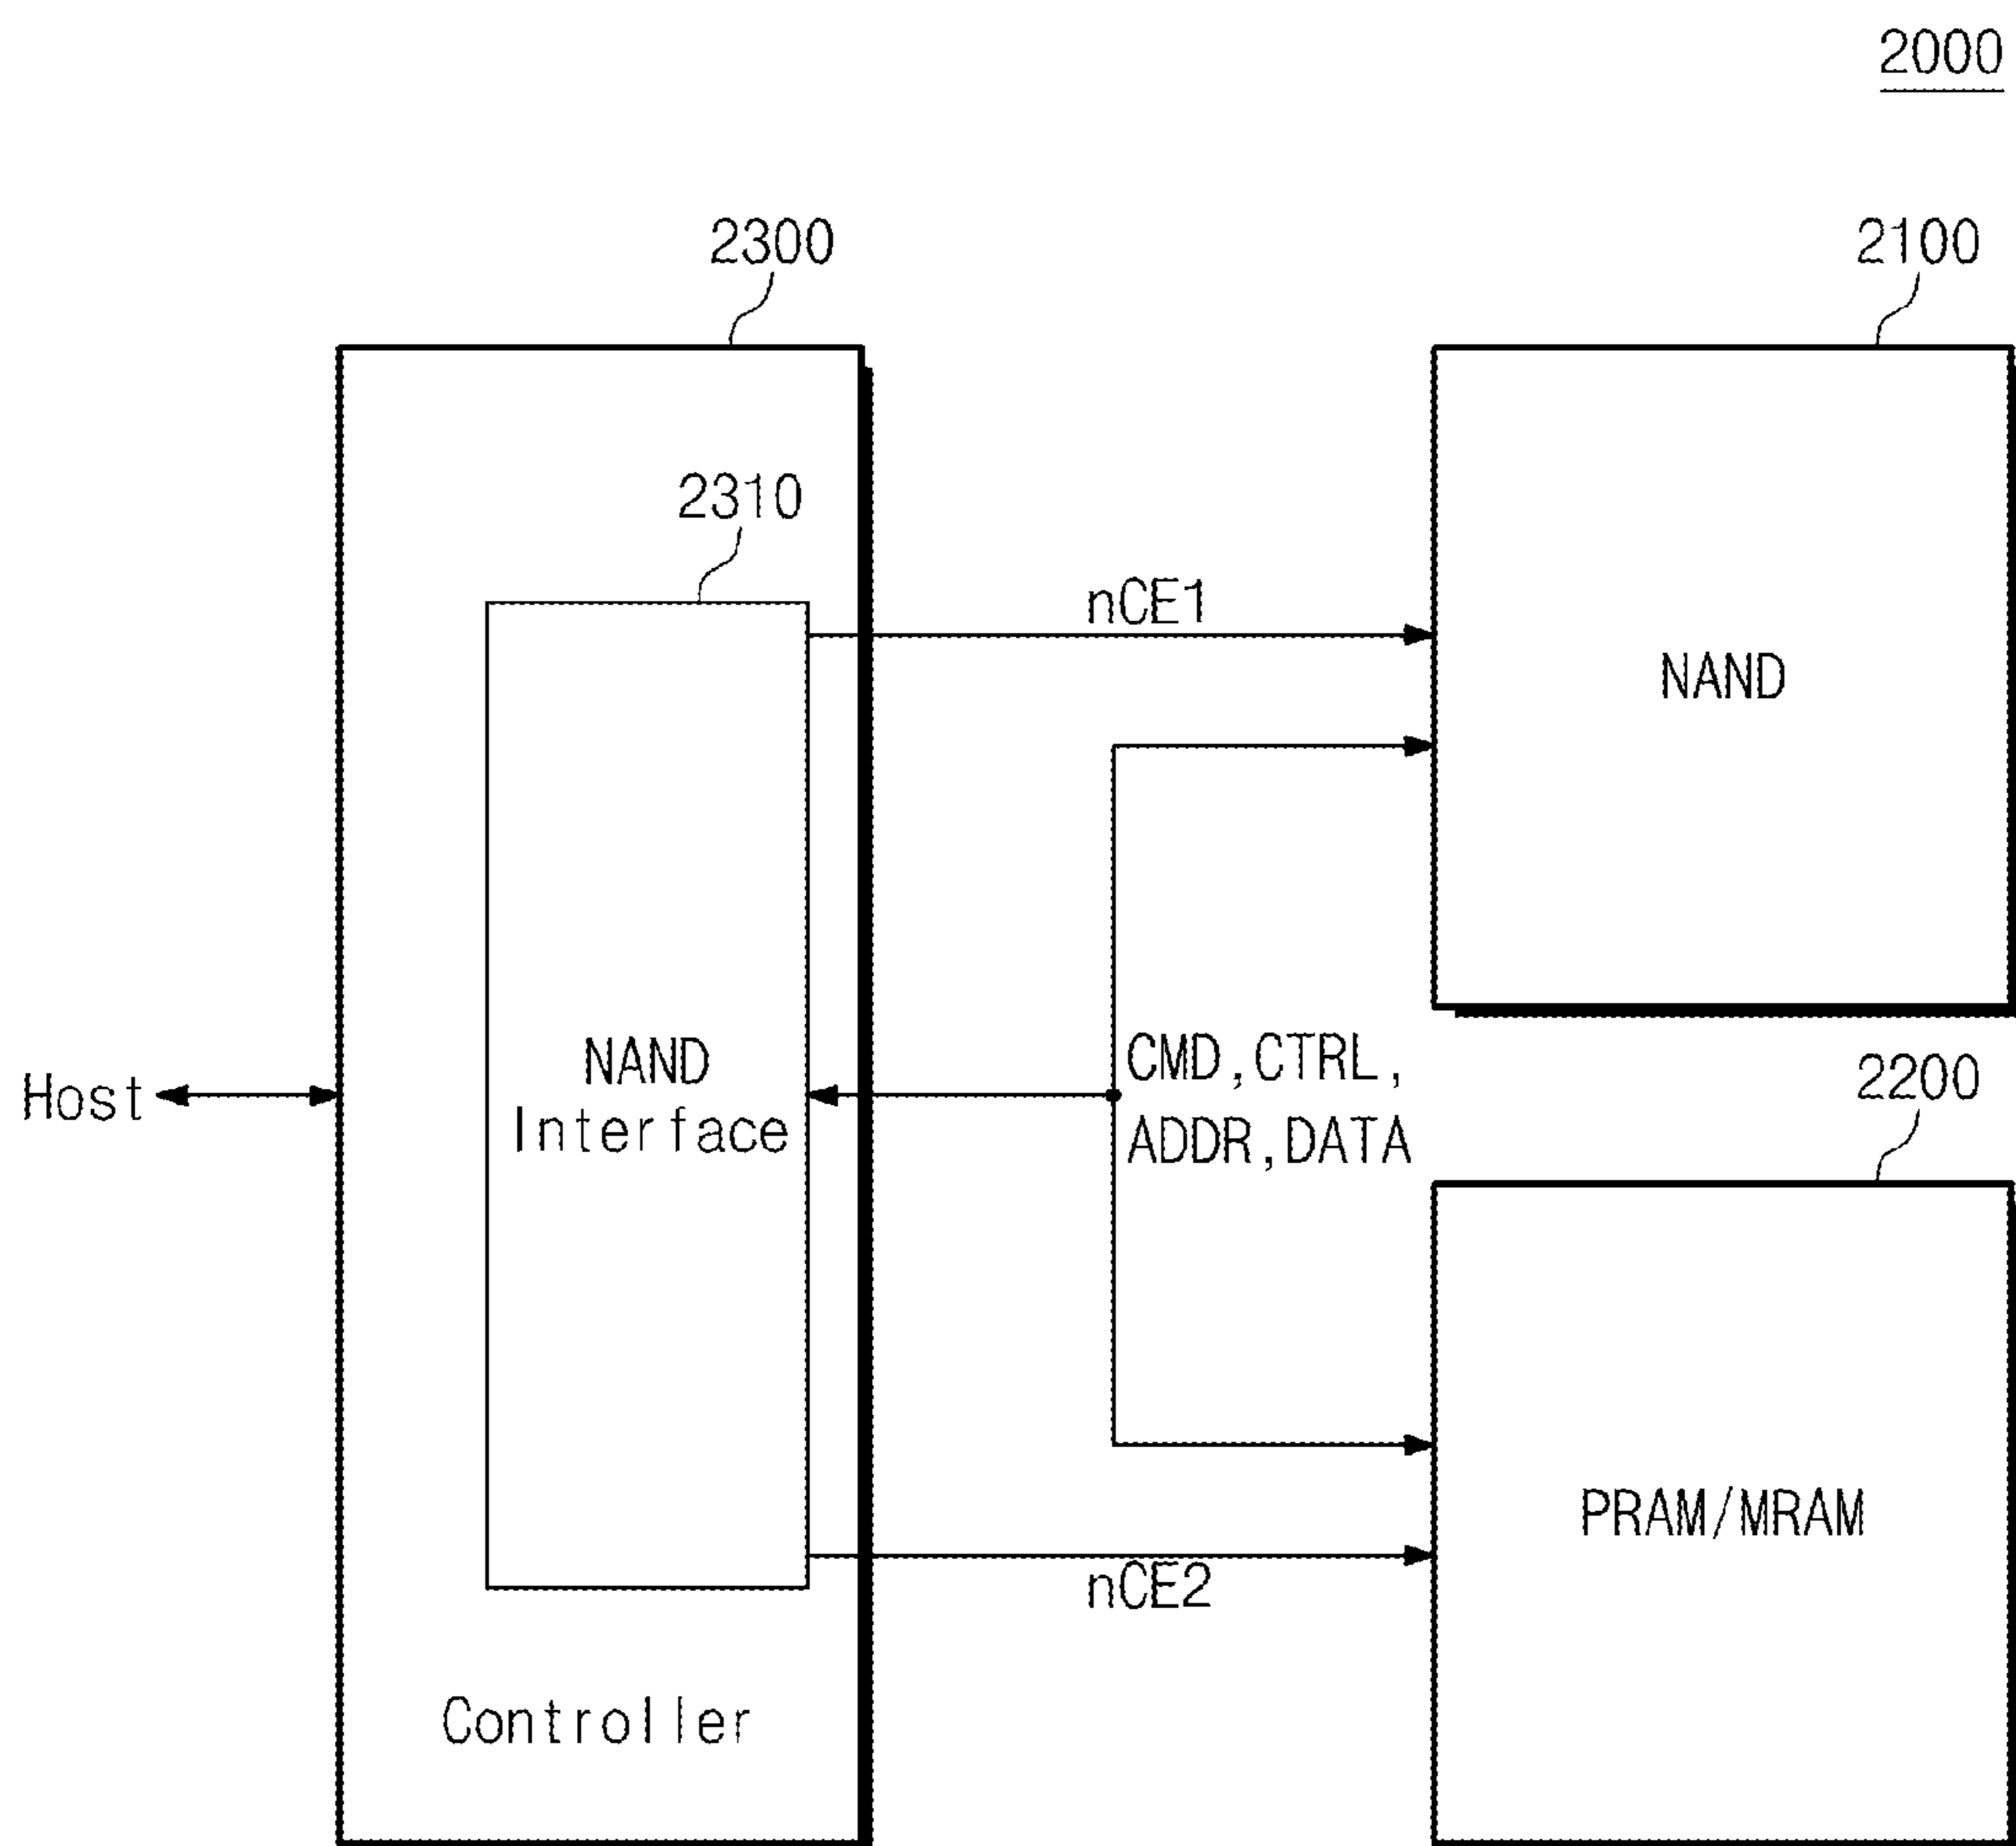 2000
2300
2100
2310
nCE1
NAND
Host
NAND
Interface
CMD,CTRL,
ADDR,DATA
2200
PRAM/MRAM
nCE2
Controller